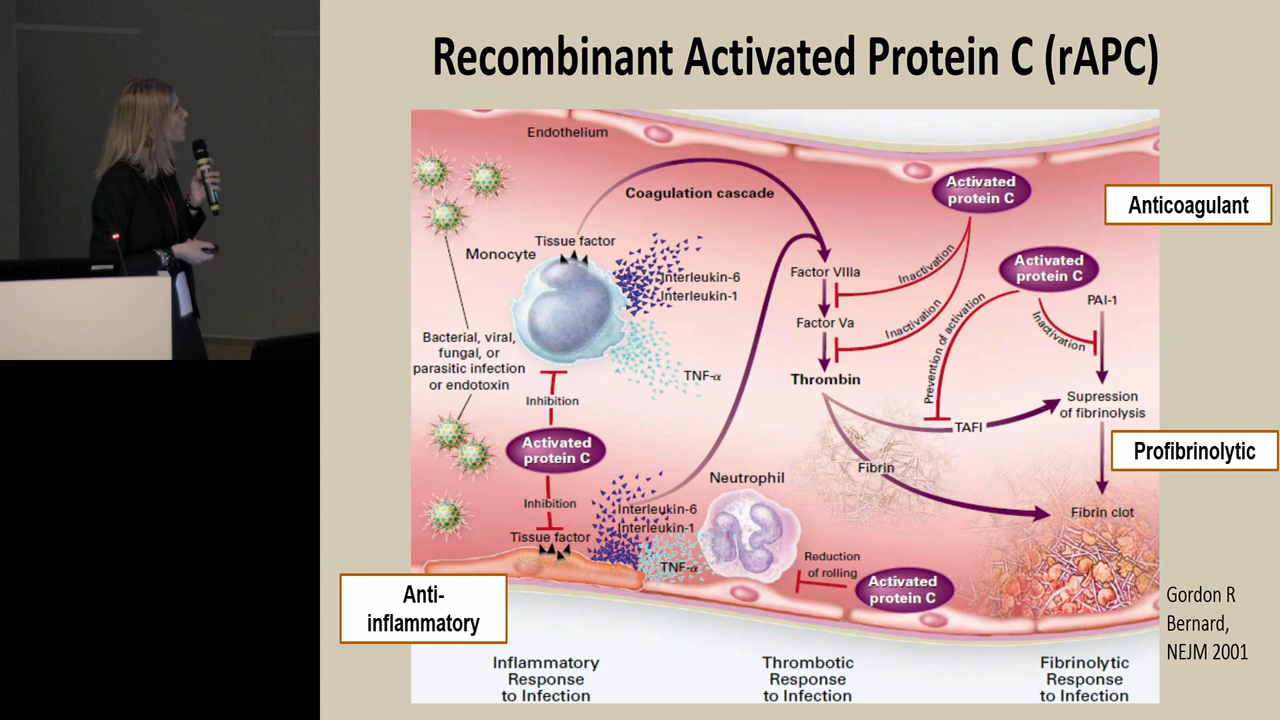 Recombinant Activated Protein C (rAPC)
Endothelium
Coagulation cascade
Activated
protein C
Anticoagulant
Tissue factor
Monocyte
Interleukin-6
Interleukin-1
Factor VIIIa
Inactivation
Activated
protein C
PAI-1
Factor Va
Inactivation
Prevention of activation
Inactivation
Bacterial, viral,
fungal, or
parasitic infection
or endotoxin
TNF-α
Thrombin
Inhibition
Supression
of fibrinolysis
TAFI
Activated
protein C
Profibrinolytic
Fibrin
Neutrophil
Inhibition
Interleukin-6
Interleukin-1
Fibrin clot
Tissue factor
TNF-α
Reduction
of rolling
Activated
protein C
Anti-
inflammatory
Gordon R
Bernard,
NEJM 2001
Inflammatory
Response
to Infection
Thrombotic
Response
to Infection
Fibrinolytic
Response
to Infection